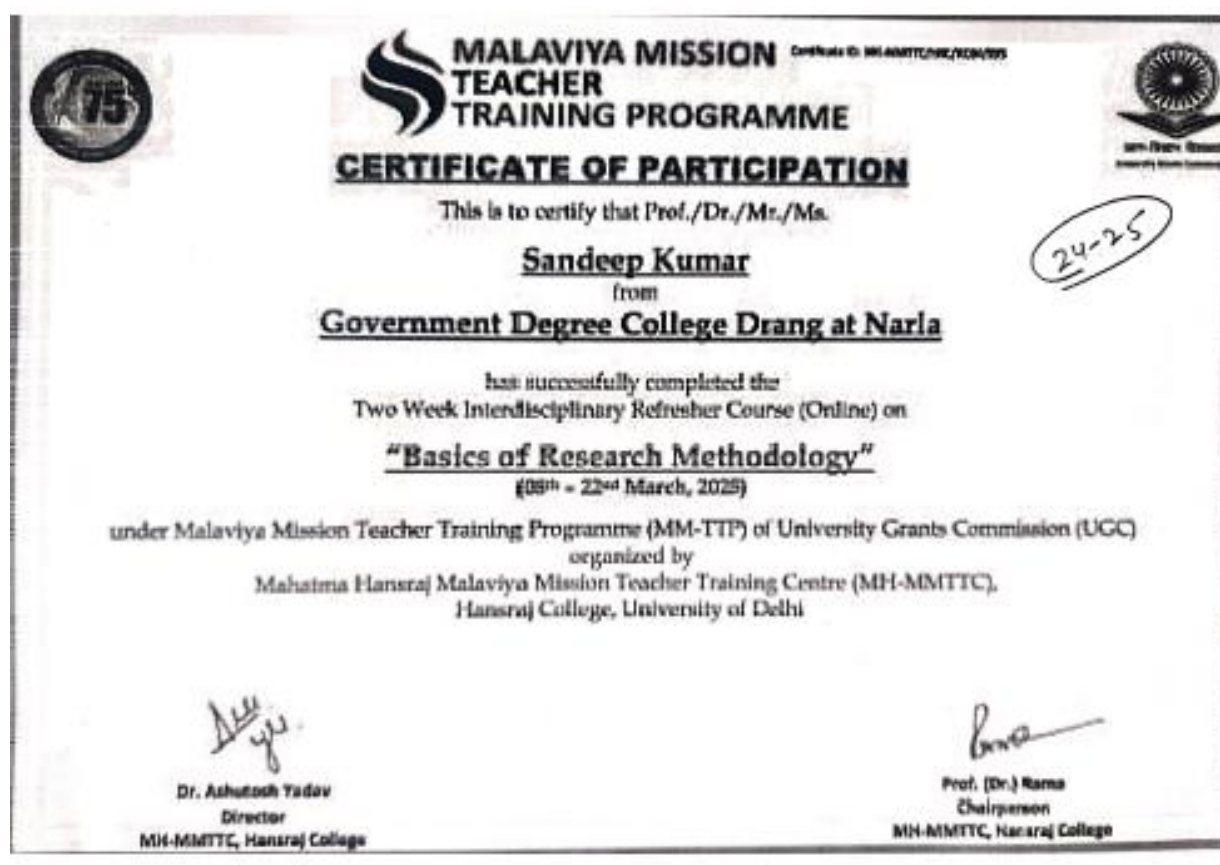 75
MALAVIYA MISSION
TEACHER
TRAINING PROGRAMME
Certificate ID:
CERTIFICATE OF PARTICIPATION
This is to certify that Prof./Dr./Mr./Ms.
24-25
Sandeep Kumar
from
Government Degree College Drang at Narla
has successfully completed the
Two Week Interdisciplinary Refresher Course (Online) on
"Basics of Research Methodology"
– 22nd March, 2025)
under Malaviya Mission Teacher Training Programme (MM-TTP) of University Grants Commission (UGC)
organized by
Mahatma Hansraj Malaviya Mission Teacher Training Centre (MH-MMTTC),
Hansraj College, University of Delhi
Dr. Ashutosh Yadav
Director
MH-MMTTC, Hansraj College
Prof. (Dr.) Rama
Chairperson
MH-MMTTC, Hansraj College